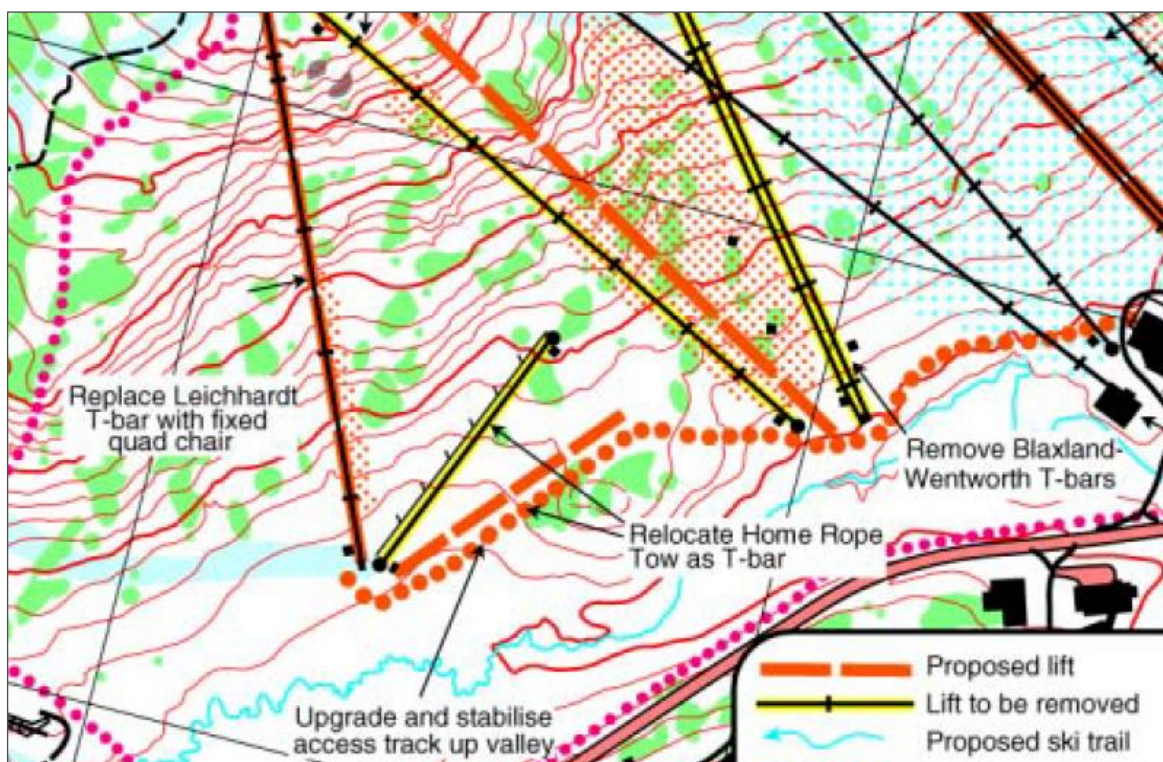 Replace Leichhardt
T-bar with fixed
quad chair
Remove Blaxland-
Wentworth T-bars
Relocate Home Rope
Tow as T-bar
Upgrade and stabilise
access track up valley
Proposed lift
Lift to be removed
Proposed ski trail